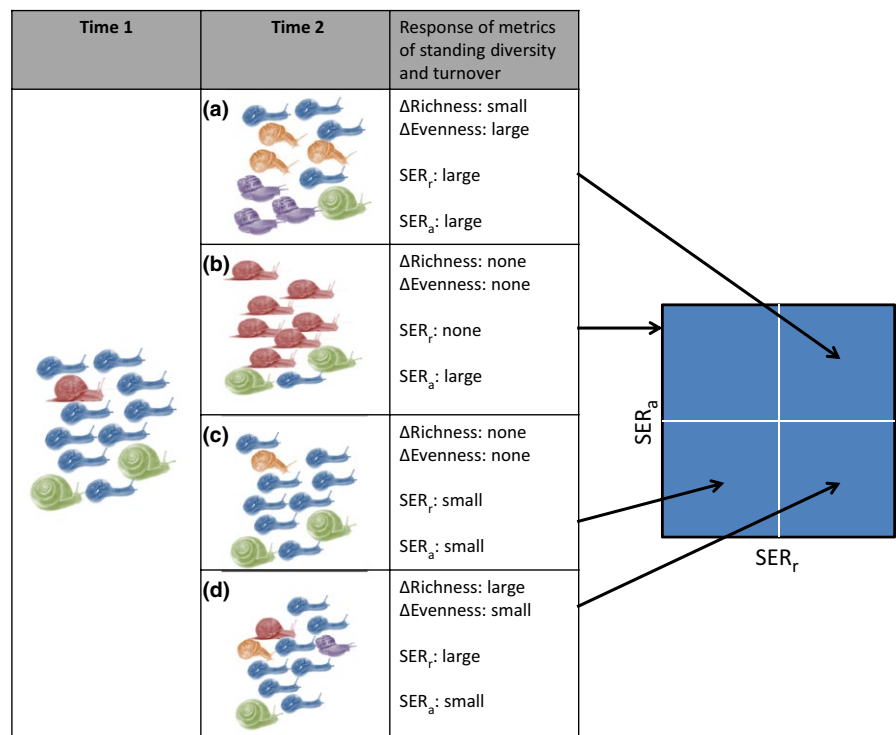 Time 1
Time 2
Response of metrics
of standing diversity
and turnover
(a)
ΔRichness: small
ΔEvenness: large
SERr: large
SERa: large
(b)
ΔRichness: none
ΔEvenness: none
SERr: none
SERa: large
(c)
ΔRichness: none
ΔEvenness: none
SERr: small
SERa: small
(d)
ΔRichness: large
ΔEvenness: small
SERr: large
SERa: small
SERa
SERr